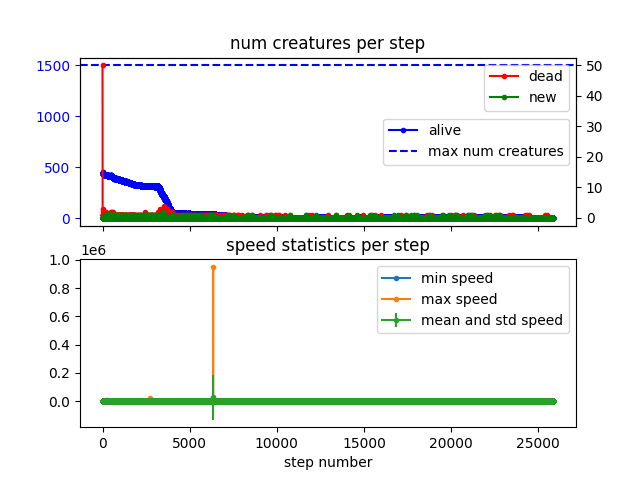 num creatures per step
1500
1000
500
0
50
40
30
20
10
0
dead
new
alive
max num creatures
speed statistics per step
1e6
1.0
0.8
0.6
0.4
0.2
0.0
min speed
max speed
mean and std speed
0 5000 10000 15000 20000 25000
step number